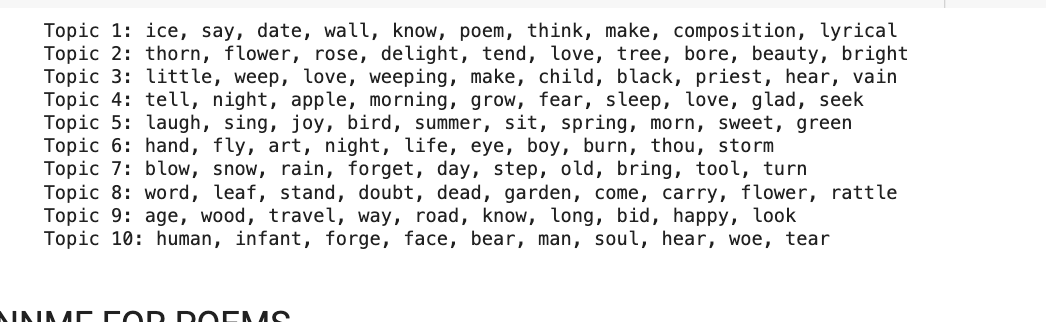 Topic 1: ice, say, date, wall, know, poem, think, make, composition, lyrical
Topic 2: thorn, flower, rose, delight, tend, love, tree, bore, beauty, bright
Topic 3: little, weep, love, weeping, make, child, black, priest, hear, vain
Topic 4: tell, night, apple, morning, grow, fear, sleep, love, glad, seek
Topic 5: laugh, sing, joy, bird, summer, sit, spring, morn, sweet, green
Topic 6: hand, fly, art, night, life, eye, boy, burn, thou, storm
Topic 7: blow, snow, rain, forget, day, step, old, bring, tool, turn
Topic 8: word, leaf, stand, doubt, dead, garden, come, carry, flower, rattle
Topic 9: age, wood, travel, way, road, know, long, bid, happy, look
Topic 10: human, infant, forge, face, bear, man, soul, hear, woe, tear
FOR POEMS